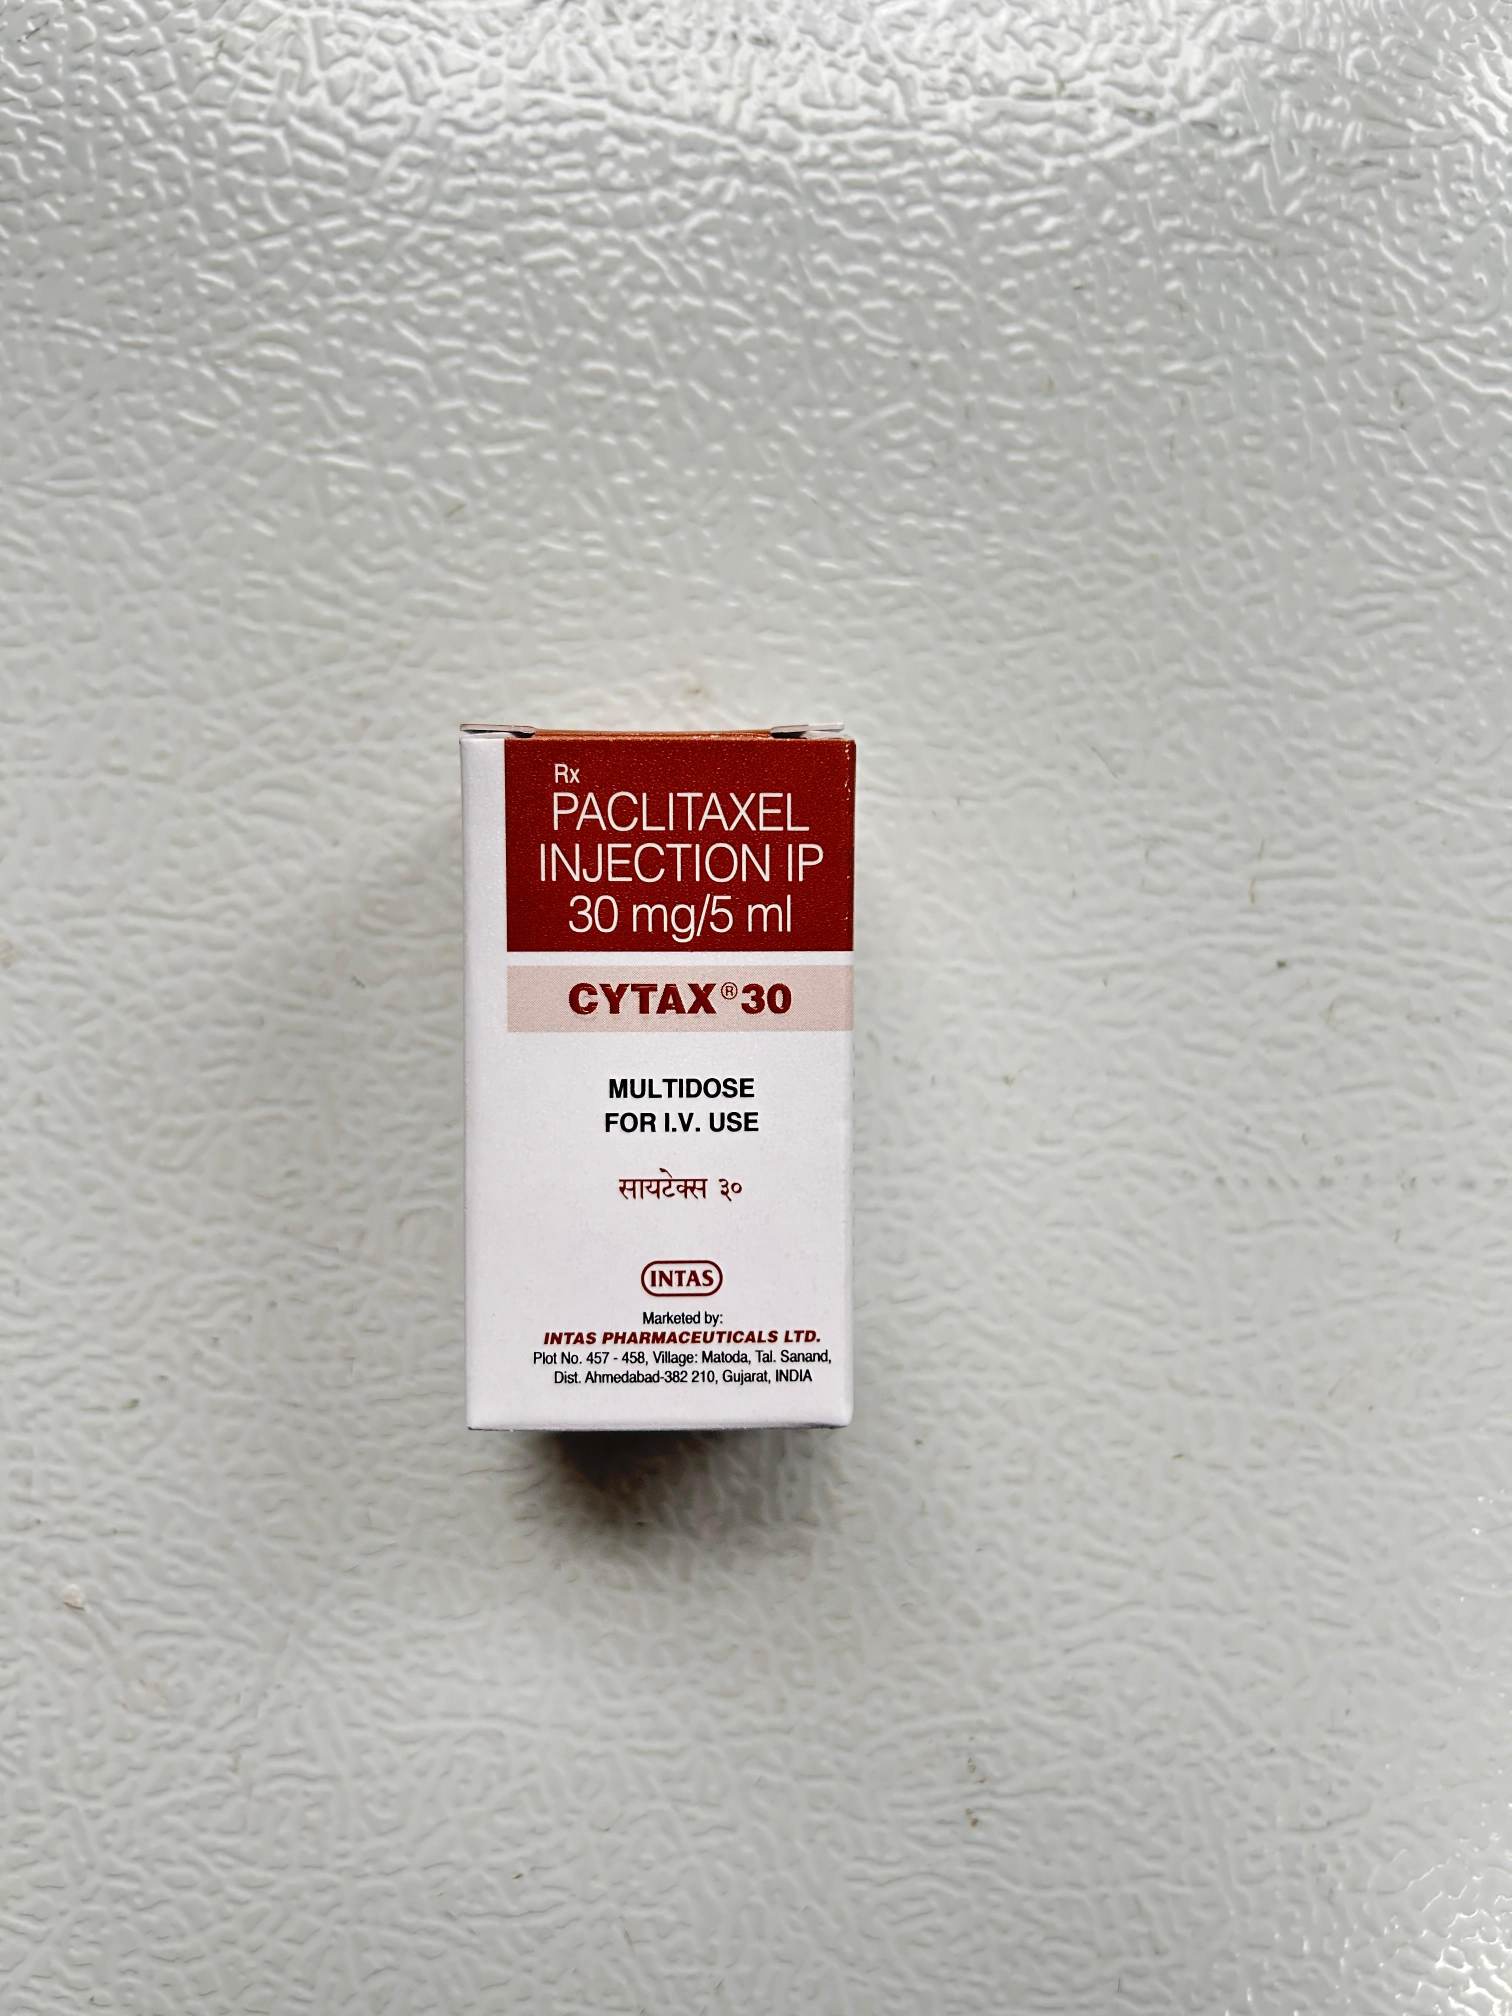 Rx
PACLITAXEL
INJECTION IP
30 mg/5 ml
CYTAX®30
MULTIDOSE
FOR I.V. USE
सायटेक्स ३०
INTAS
Marketed by:
INTAS PHARMACEUTICALS LTD.
Plot No. 457 - 458, Village: Matoda, Tal. Sanand,
Dist. Ahmedabad-382 210, Gujarat, INDIA